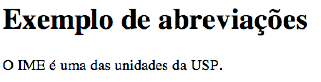 Exemplo de abreviações
O IME é uma das unidades da USP.